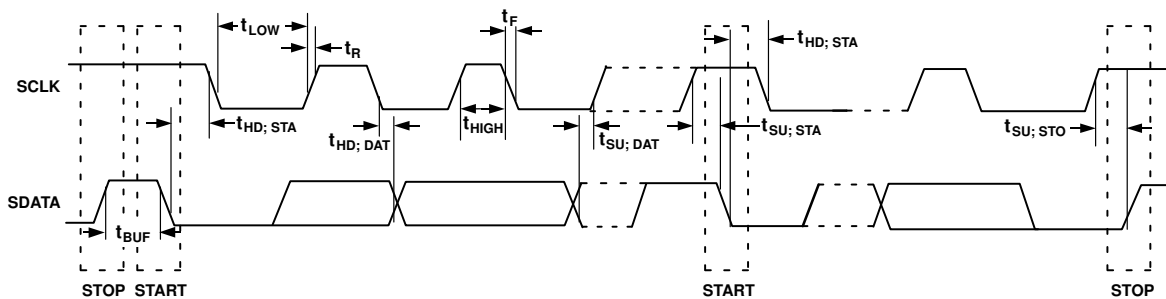 tLOW
tR
tF
tHD; STA
SCLK
tHD; STA
tHD; DAT
tHIGH
tSU; DAT
tSU; STA
tSU; STO
SDATA
tBUF
STOP START START STOP